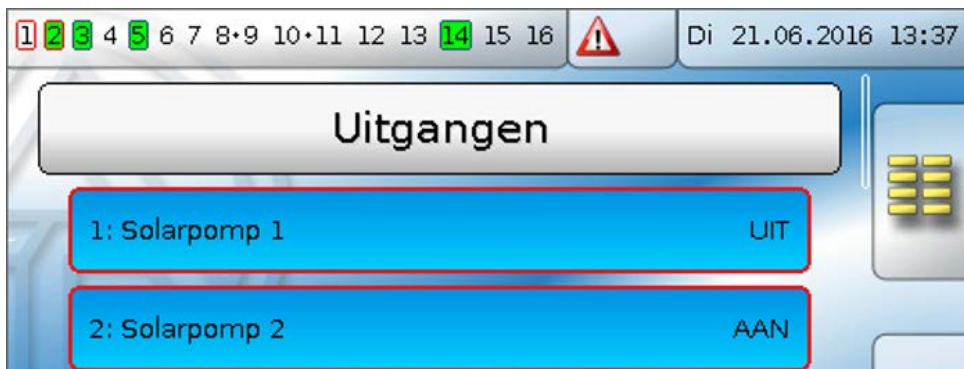 1 2 3 4 5 6 7 8•9 10•11 12 13 14 15 16 Di 21.06.2016 13:37
Uitgangen
1: Solarpomp 1 UIT
2: Solarpomp 2 AAN